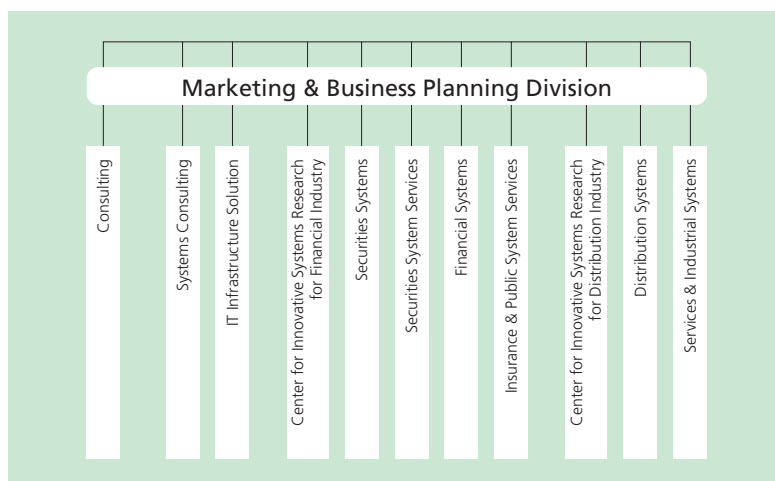 Marketing & Business Planning Division
Consulting
Systems Consulting
IT Infrastructure Solution
Center for Innovative Systems Research
for Financial Industry
Securities Systems
Securities System Services
Financial Systems
Insurance & Public System Services
Center for Innovative Systems Research
for Distribution Industry
Distribution Systems
Services & Industrial Systems